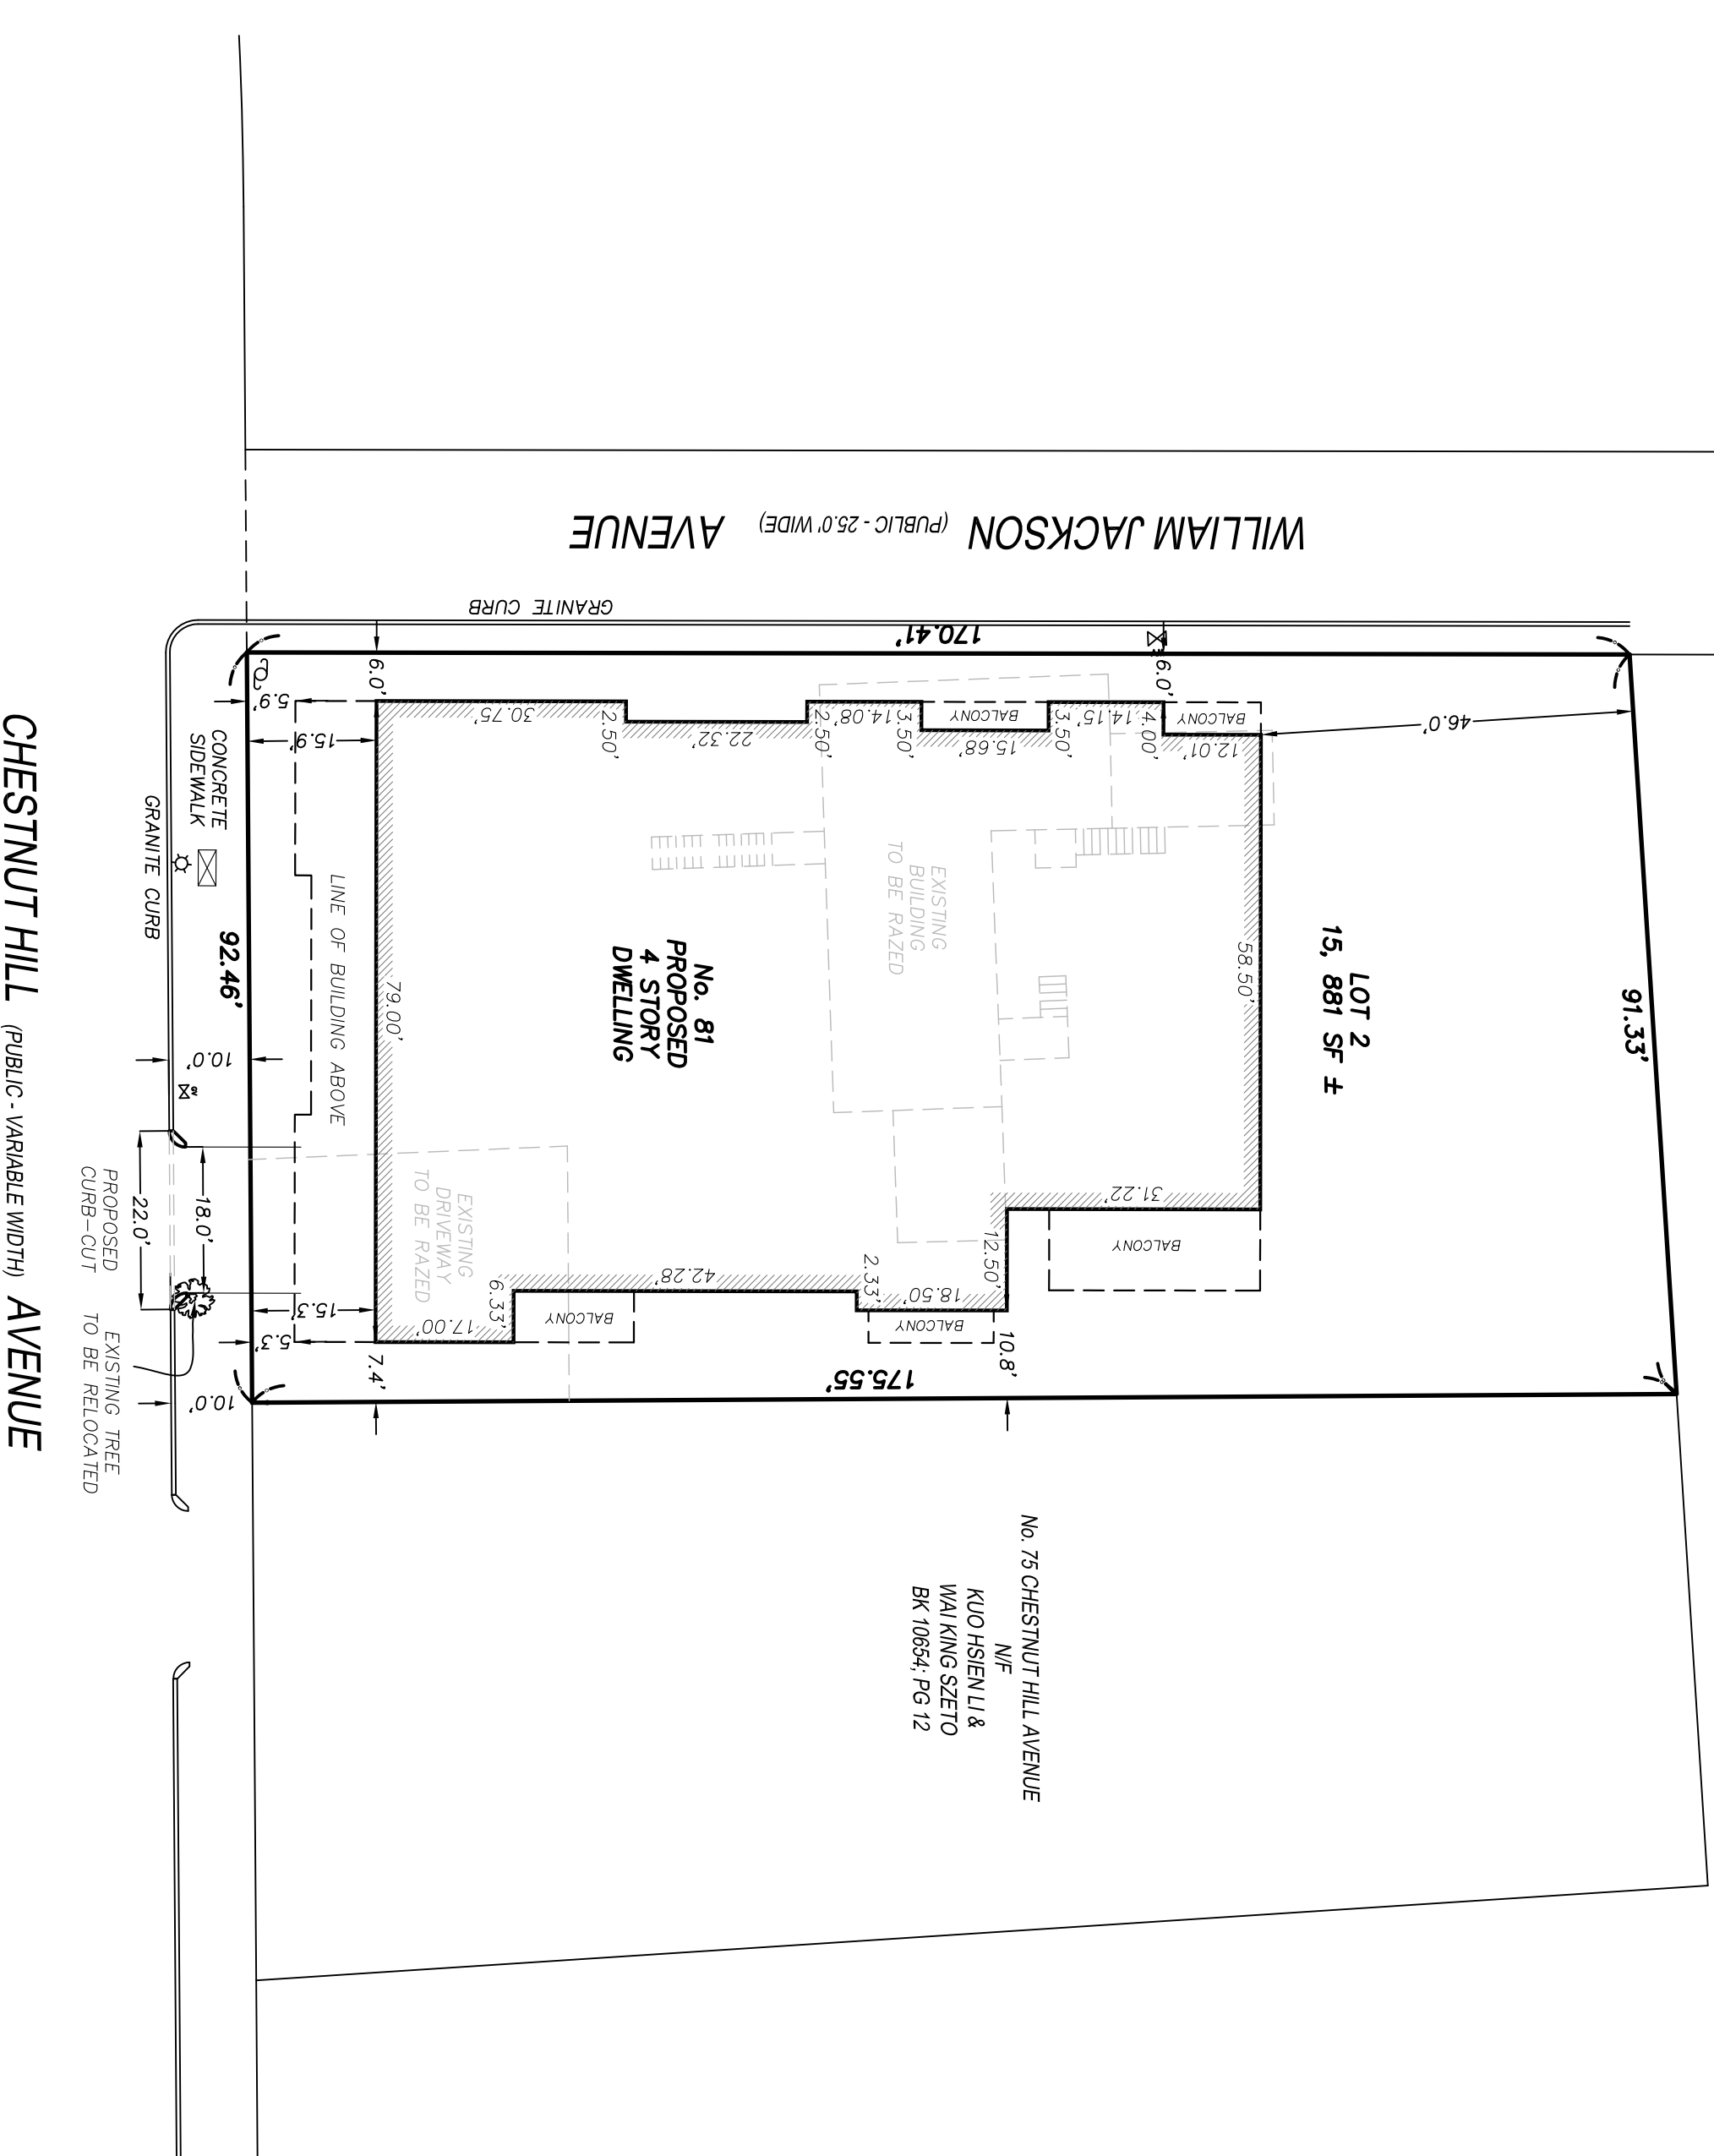 WILLIAM JACKSON (PUBLIC - 25.0' WIDE) AVENUE
GRANITE CURB
170.41'
6.0'
6.0'
5.9'
15.9'
30.75'
2.50'
22.32'
2.50'
14.08'
3.50'
BALCONY
15.68'
3.50'
14.15'
4.00'
BALCONY
12.01'
46.0'
CONCRETE
SIDEWALK
GRANITE CURB
92.46'
LINE OF BUILDING ABOVE
79.00'
No. 81
PROPOSED
4 STORY
DWELLING
EXISTING
BUILDING
TO BE RAZED
58.50'
LOT 2
15, 881 SF ±
91.33'
10.0'
GV
18.0'
22.0'
PROPOSED
CURB-CUT
EXISTING TREE
TO BE RELOCATED
EXISTING
DRIVEWAY
TO BE RAZED
15.3'
5.3'
10.0'
17.00'
6.33'
BALCONY
42.28'
2.33'
18.50'
BALCONY
12.50'
31.22'
BALCONY
7.4'
10.8'
175.55'
No. 75 CHESTNUT HILL AVENUE
N/F
KUO HSIEN LI &
WAI KING SZETO
BK 10654; PG 12
CHESTNUT HILL (PUBLIC - VARIABLE WIDTH) AVENUE